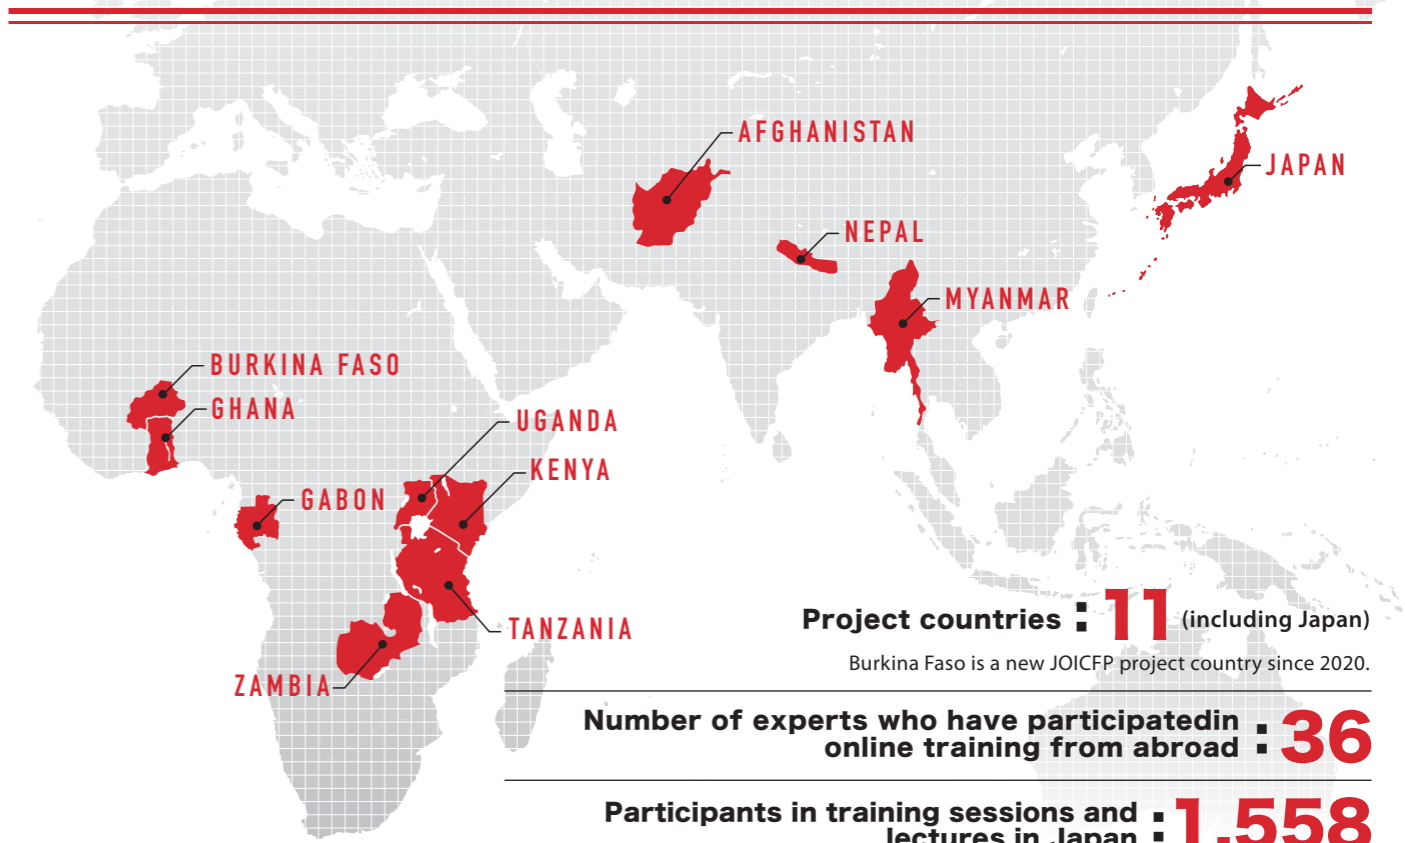 AFGHANISTAN
JAPAN
NEPAL
MYANMAR
BURKINA FASO
GHANA
UGANDA
KENYA
GABON
TANZANIA
ZAMBIA
Project countries : 11 (including Japan)
Burkina Faso is a new JOICFP project country since 2020.
Number of experts who have participatedin
online training from abroad : 36
Participants in training sessions and
lectures in Japan : 1,558